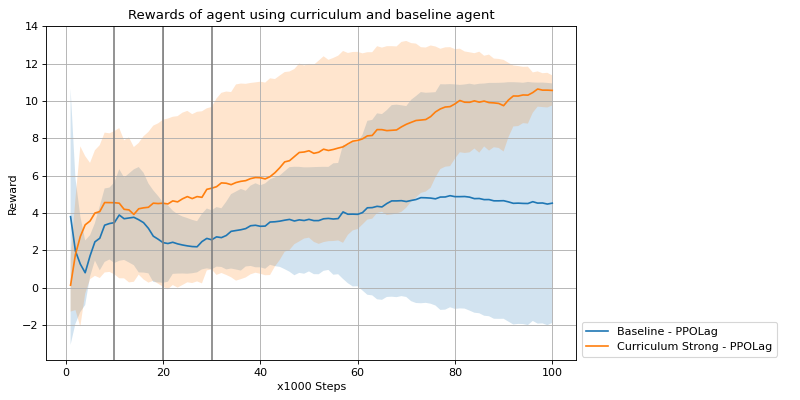 Rewards of agent using curriculum and baseline agent
14
12
10
8
6
4
2
0
−2
Reward
0 20 40 60 80 100
x1000 Steps
Baseline - PPOLag
Curriculum Strong - PPOLag